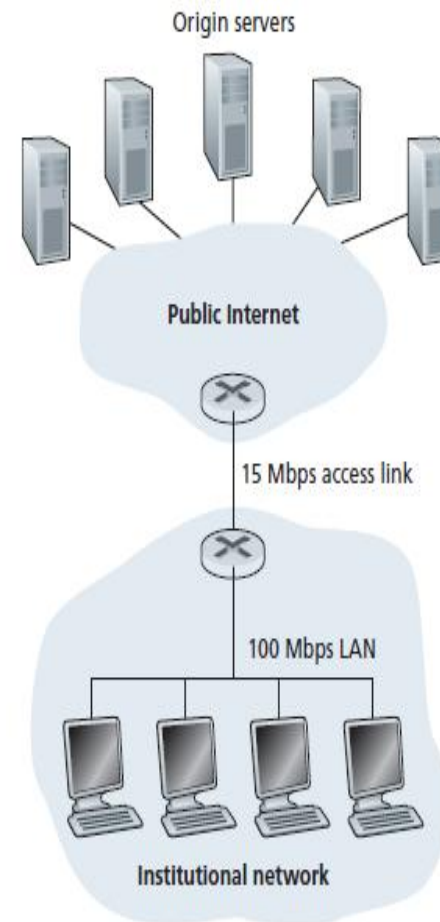 Origin servers
Public Internet
15 Mbps access link
100 Mbps LAN
Institutional network